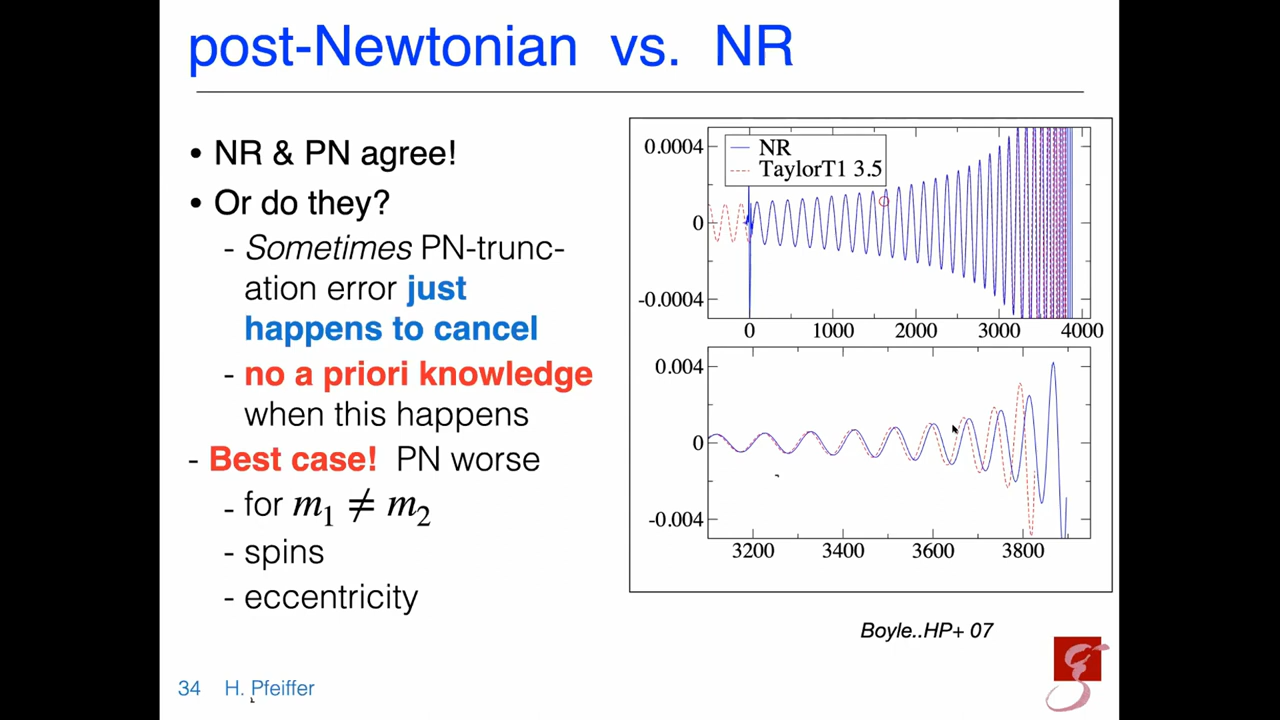 post-Newtonian vs. NR
• NR & PN agree!
• Or do they?
- Sometimes PN-trunc-
ation error just
happens to cancel
- no a priori knowledge
when this happens
- Best case! PN worse
- for m₁ ≠ m₂
- spins
- eccentricity
0.0004
0
-0.0004
NR
TaylorT1 3.5
0 1000 2000 3000 4000
0.004
0
-0.004
3200 3400 3600 3800
Boyle..HP+ 07
34 H. Pfeiffer